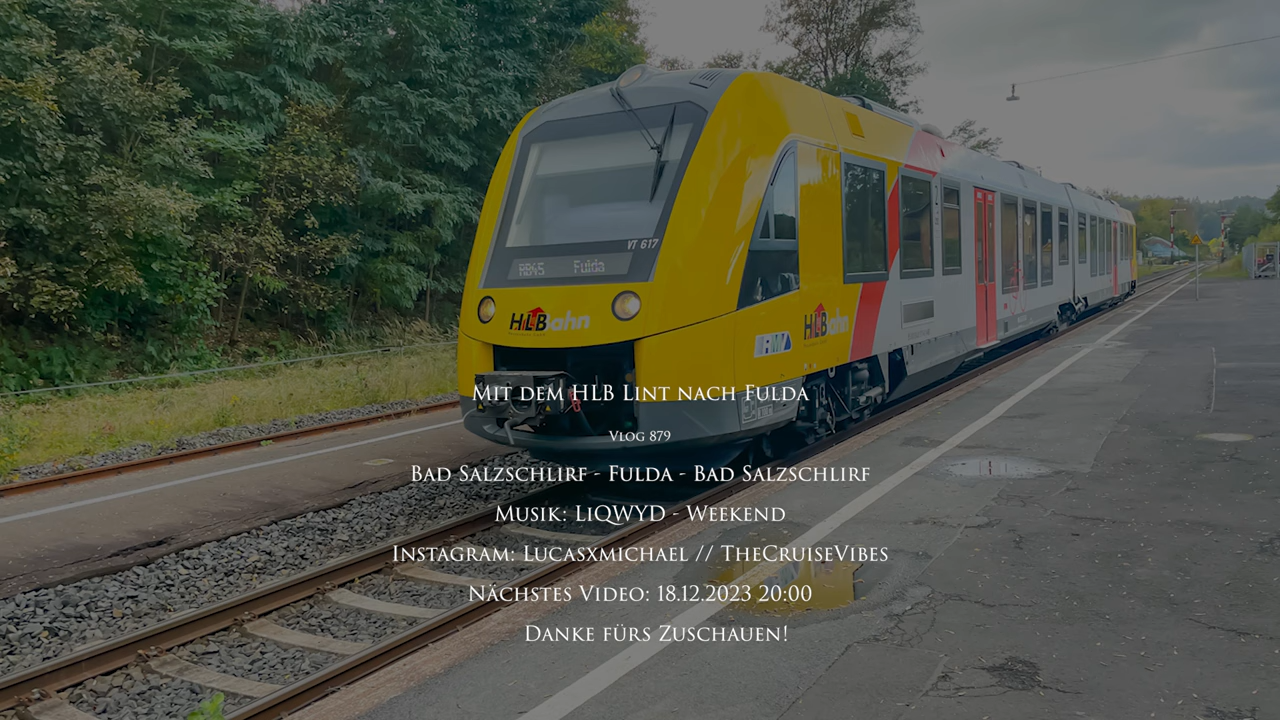 VT 617
RB45 Fulda
HLBahn
HLBahn
RMV
Mit dem HLB Lint nach Fulda
Vlog 879
Bad Salzschlirf - Fulda - Bad Salzschlirf
Musik: LiQWYD - Weekend
Instagram: Lucasxmichael // TheCruiseVibes
Nächstes Video: 18.12.2023 20:00
Danke fürs Zuschauen!